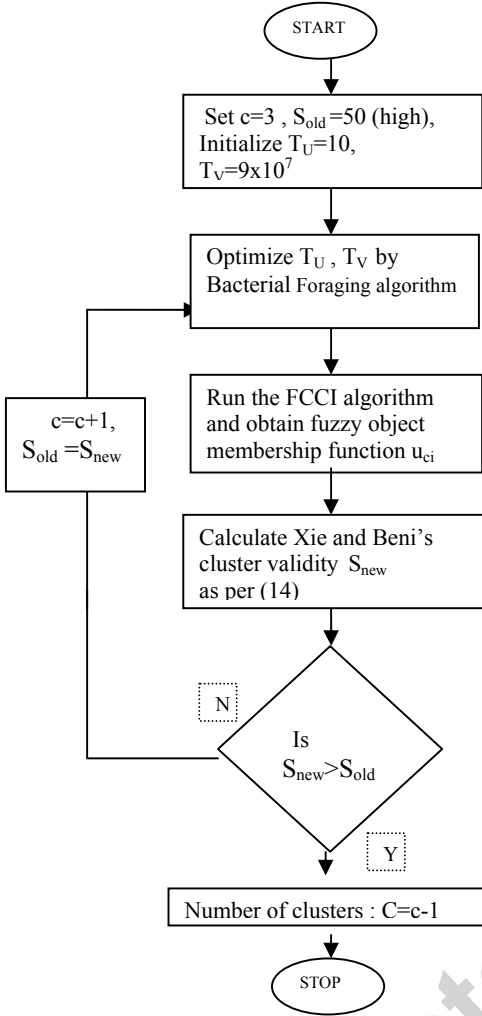 START
Set c=3 , S_old =50 (high),
Initialize T_U=10,
T_V=9x10^7
Optimize T_U , T_V by
Bacterial Foraging algorithm
Run the FCCI algorithm
and obtain fuzzy object
membership function u_ci
c=c+1,
S_old =S_new
Calculate Xie and Beni's
cluster validity S_new
as per (14)
N
Is
S_new>S_old
Y
Number of clusters : C=c-1
STOP